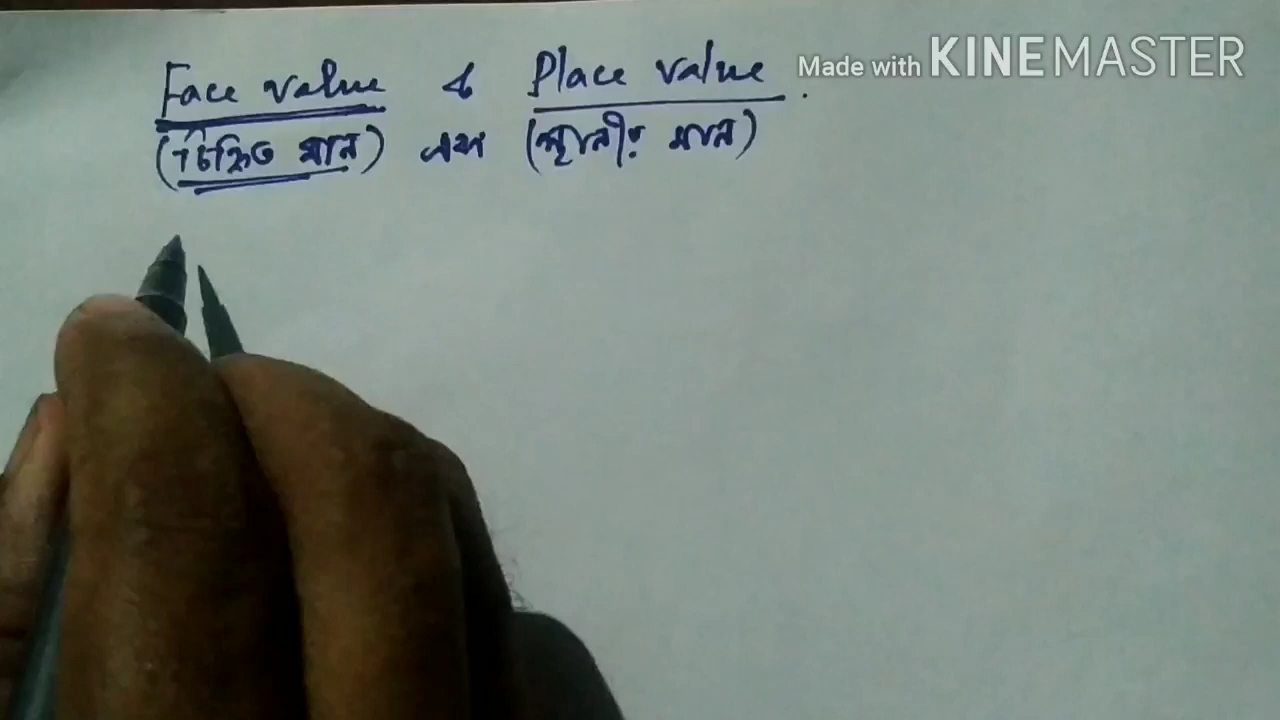 Face value & Place value.
(চিহ্নিত মান) এবং (স্থানীয় মান)
Made with KINEMASTER